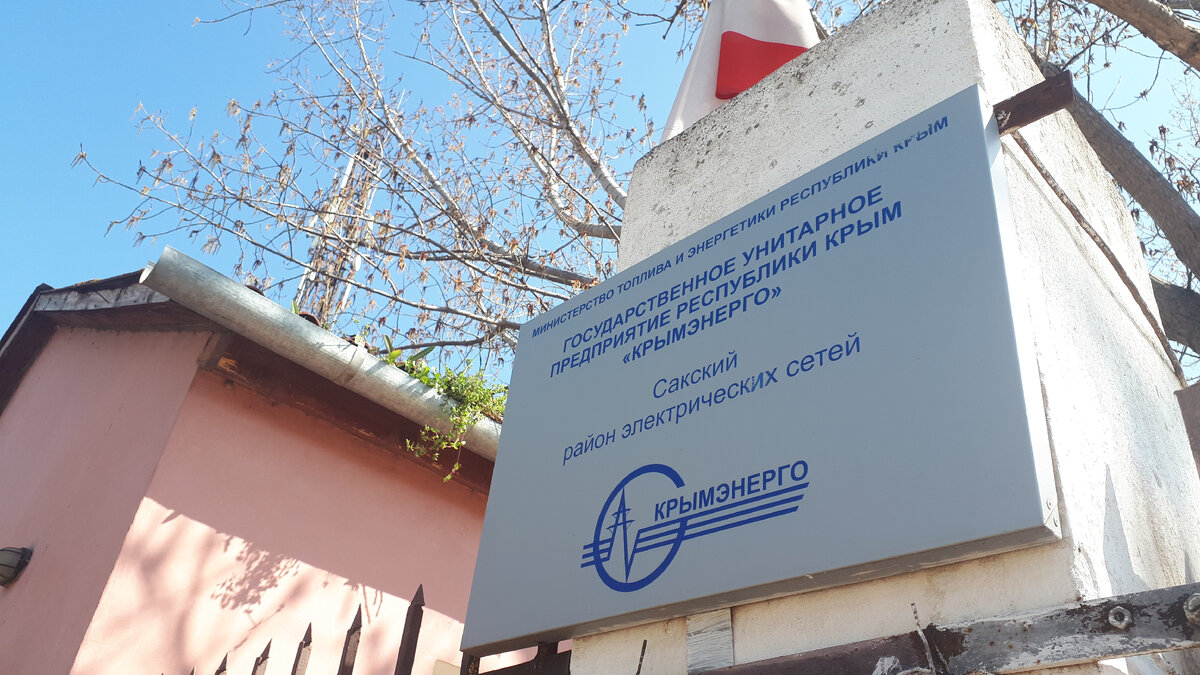 МИНИСТЕРСТВО ТОПЛИВА И ЭНЕРГЕТИКИ РЕСПУБЛИКИ КРЫМ
ГОСУДАРСТВЕННОЕ УНИТАРНОЕ
ПРЕДПРИЯТИЕ РЕСПУБЛИКИ КРЫМ
«КРЫМЭНЕРГО»
Сакский
район электрических сетей
КРЫМЭНЕРГО